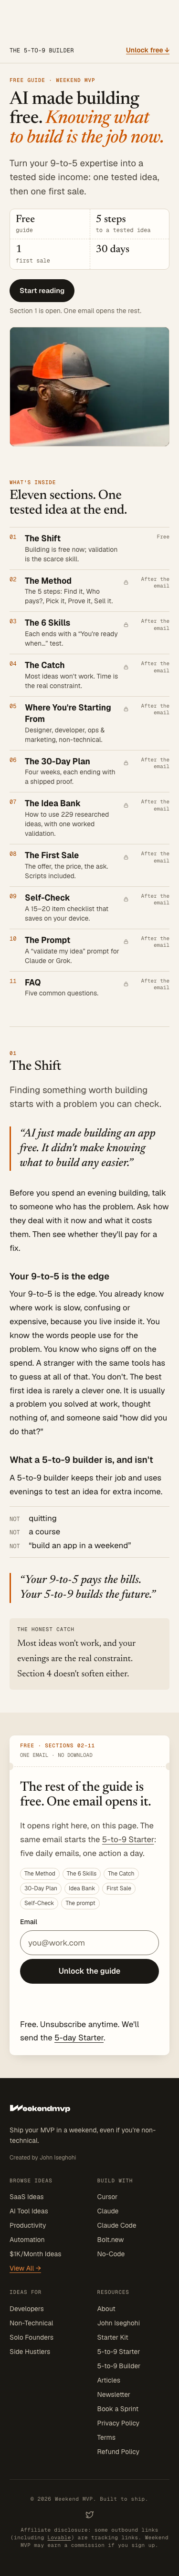 THE 5-TO-9 BUILDER
Unlock free ↓
FREE GUIDE · WEEKEND MVP
AI made building
free. Knowing what
to build is the job now.
Turn your 9-to-5 expertise into a
tested side income: one tested idea,
then one first sale.
Free
guide
5 steps
to a tested idea
1
first sale
30 days
Start reading
Section 1 is open. One email opens the rest.
WHAT'S INSIDE
Eleven sections. One
tested idea at the end.
01
The Shift
Free
Building is free now; validation
is the scarce skill.
02
The Method
After the
email
The 5 steps: Find it, Who
pays?, Pick it, Prove it, Sell it.
03
The 6 Skills
After the
email
Each ends with a "You're ready
when…" test.
04
The Catch
After the
email
Most ideas won't work. Time is
the real constraint.
05
Where You're Starting
From
After the
email
Designer, developer, ops &
marketing, non-technical.
06
The 30-Day Plan
After the
email
Four weeks, each ending with
a shipped proof.
07
The Idea Bank
After the
email
How to use 229 researched
ideas, with one worked
validation.
08
The First Sale
After the
email
The offer, the price, the ask.
Scripts included.
09
Self-Check
After the
email
A 15–20 item checklist that
saves on your device.
10
The Prompt
After the
email
A "validate my idea" prompt for
Claude or Grok.
11
FAQ
After the
email
Five common questions.
01
The Shift
Finding something worth building
starts with a problem you can check.
“AI just made building an app
free. It didn't make knowing
what to build any easier.”
Before you spend an evening building, talk
to someone who has the problem. Ask how
they deal with it now and what it costs
them. Then see whether they'll pay for a
fix.
Your 9-to-5 is the edge
Your 9-to-5 is the edge. You already know
where work is slow, confusing or
expensive, because you live inside it. You
know the words people use for the
problem. You know who signs off on the
spend. A stranger with the same tools has
to guess at all of that. You don't. The best
first idea is rarely a clever one. It is usually
a problem you solved at work, thought
nothing of, and someone said "how did you
do that?"
What a 5-to-9 builder is, and isn't
A 5-to-9 builder keeps their job and uses
evenings to test an idea for extra income.
NOT quitting
NOT a course
NOT “build an app in a weekend”
“Your 9-to-5 pays the bills.
Your 5-to-9 builds the future.”
THE HONEST CATCH
Most ideas won't work, and your
evenings are the real constraint.
Section 4 doesn't soften either.
FREE · SECTIONS 02–11
ONE EMAIL · NO DOWNLOAD
The rest of the guide is
free. One email opens it.
It opens right here, on this page. The
same email starts the 5-to-9 Starter:
five daily emails, one action a day.
The Method
The 6 Skills
The Catch
30-Day Plan
Idea Bank
First Sale
Self-Check
The prompt
Email
you@work.com
Unlock the guide
Free. Unsubscribe anytime. We'll
send the 5-day Starter.
Weekendmvp
Ship your MVP in a weekend, even if you're non-
technical.
Created by John Iseghohi
BROWSE IDEAS
SaaS Ideas
AI Tool Ideas
Productivity
Automation
$1K/Month Ideas
View All →
BUILD WITH
Cursor
Claude
Claude Code
Bolt.new
No-Code
IDEAS FOR
Developers
Non-Technical
Solo Founders
Side Hustlers
RESOURCES
About
John Iseghohi
Starter Kit
5-to-9 Starter
5-to-9 Builder
Articles
Newsletter
Book a Sprint
Privacy Policy
Terms
Refund Policy
© 2026 Weekend MVP. Built to ship.
Affiliate disclosure: some outbound links
(including Lovable) are tracking links. Weekend
MVP may earn a commission if you sign up.